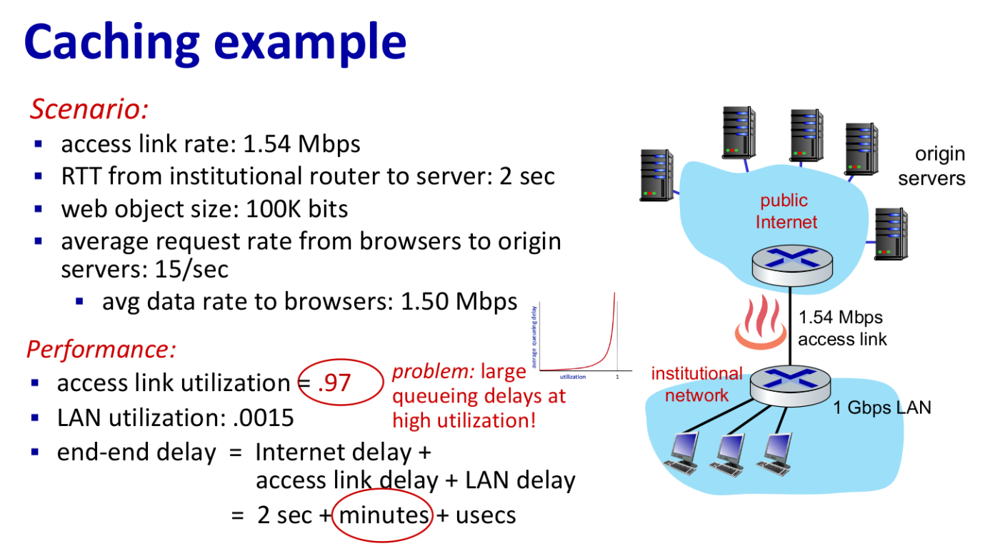 Caching example
Scenario:
▪ access link rate: 1.54 Mbps
▪ RTT from institutional router to server: 2 sec
▪ web object size: 100K bits
▪ average request rate from browsers to origin
servers: 15/sec
▪ avg data rate to browsers: 1.50 Mbps
Performance:
▪ access link utilization = .97
problem: large
queueing delays at
high utilization!
▪ LAN utilization: .0015
▪ end-end delay = Internet delay +
access link delay + LAN delay
= 2 sec + minutes + usecs
average queueing delay
utilization
1
origin
servers
public
Internet
1.54 Mbps
access link
institutional
network
1 Gbps LAN